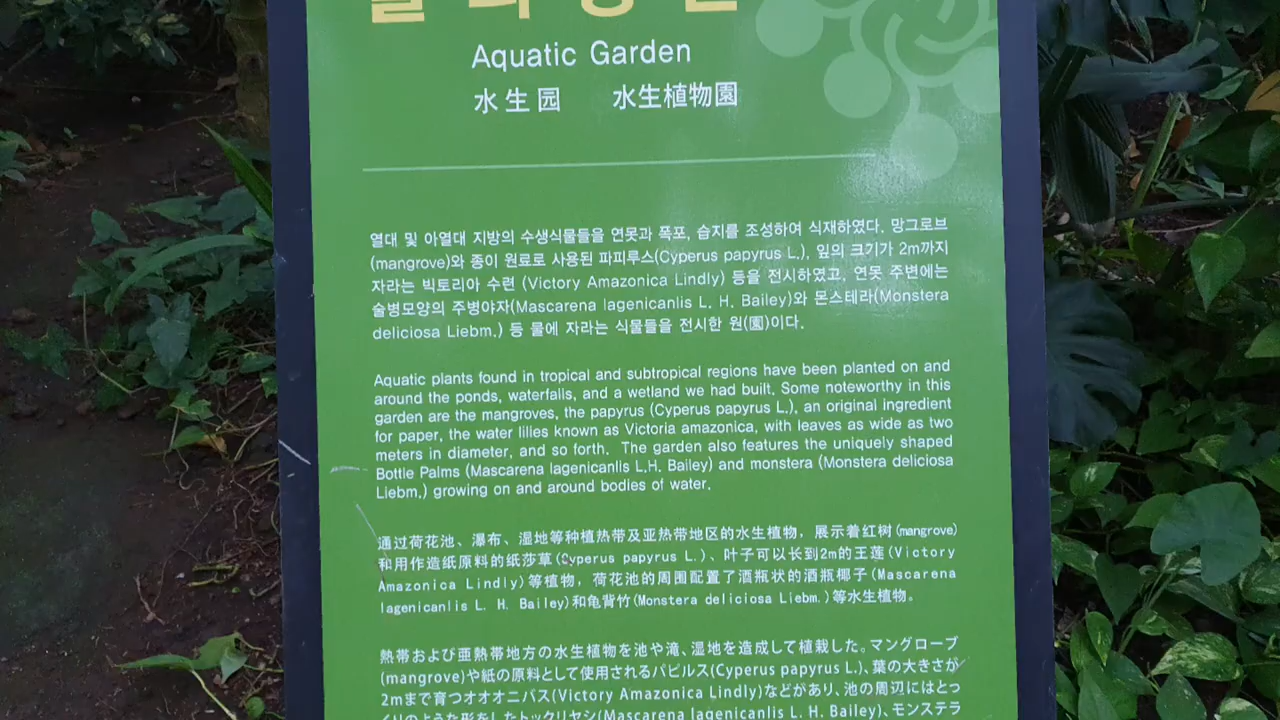 Aquatic Garden
水生园 水生植物園
열대 및 아열대 지방의 수생식물들을 연못과 폭포, 습지를 조성하여 식재하였다. 망그로브
(mangrove)와 종이 원료로 사용된 파피루스(Cyperus papyrus L.), 잎의 크기가 2m까지
자라는 빅토리아 수련 (Victory Amazonica Lindly) 등을 전시하였고, 연못 주변에는
술병모양의 주병야자(Mascarena lagenicanlis L. H. Bailey)와 몬스테라(Monstera
deliciosa Liebm.) 등 물에 자라는 식물들을 전시한 원(園)이다.
Aquatic plants found in tropical and subtropical regions have been planted on and
around the ponds, waterfalls, and a wetland we had built. Some noteworthy in this
garden are the mangroves, the papyrus (Cyperus papyrus L.), an original ingredient
for paper, the water lilles known as Victoria amazonica, with leaves as wide as two
meters in diameter, and so forth. The garden also features the uniquely shaped
Bottle Palms (Mascarena lagenicanlis L.H. Bailey) and monstera (Monstera deliciosa
Liebm.) growing on and around bodies of water.
通过荷花池、瀑布、湿地等种植热带及亚热带地区的水生植物，展示着红树(mangrove)
和用作造纸原料的纸莎草(Cyperus papyrus L.)、叶子可以长到2m的王莲(Victory
Amazonica Lindly)等植物，荷花池的周围配置了酒瓶状的酒瓶椰子(Mascarena
lagenicanlis L. H. Bailey)和龟背竹(Monstera deliciosa Liebm.)等水生植物。
熱帯および亜熱帯地方の水生植物を池や滝、湿地を造成して植栽した。マングローブ
(mangrove)や紙の原料として使用されるパピルス(Cyperus papyrus L.)、葉の大きさが
2mまで育つオオオニバス(Victory Amazonica Lindly)などがあり、池の周辺にはとっ
くりのような形をしたトックリヤシ(Mascarena lagenicanlis L. H. Bailey)、モンステラ